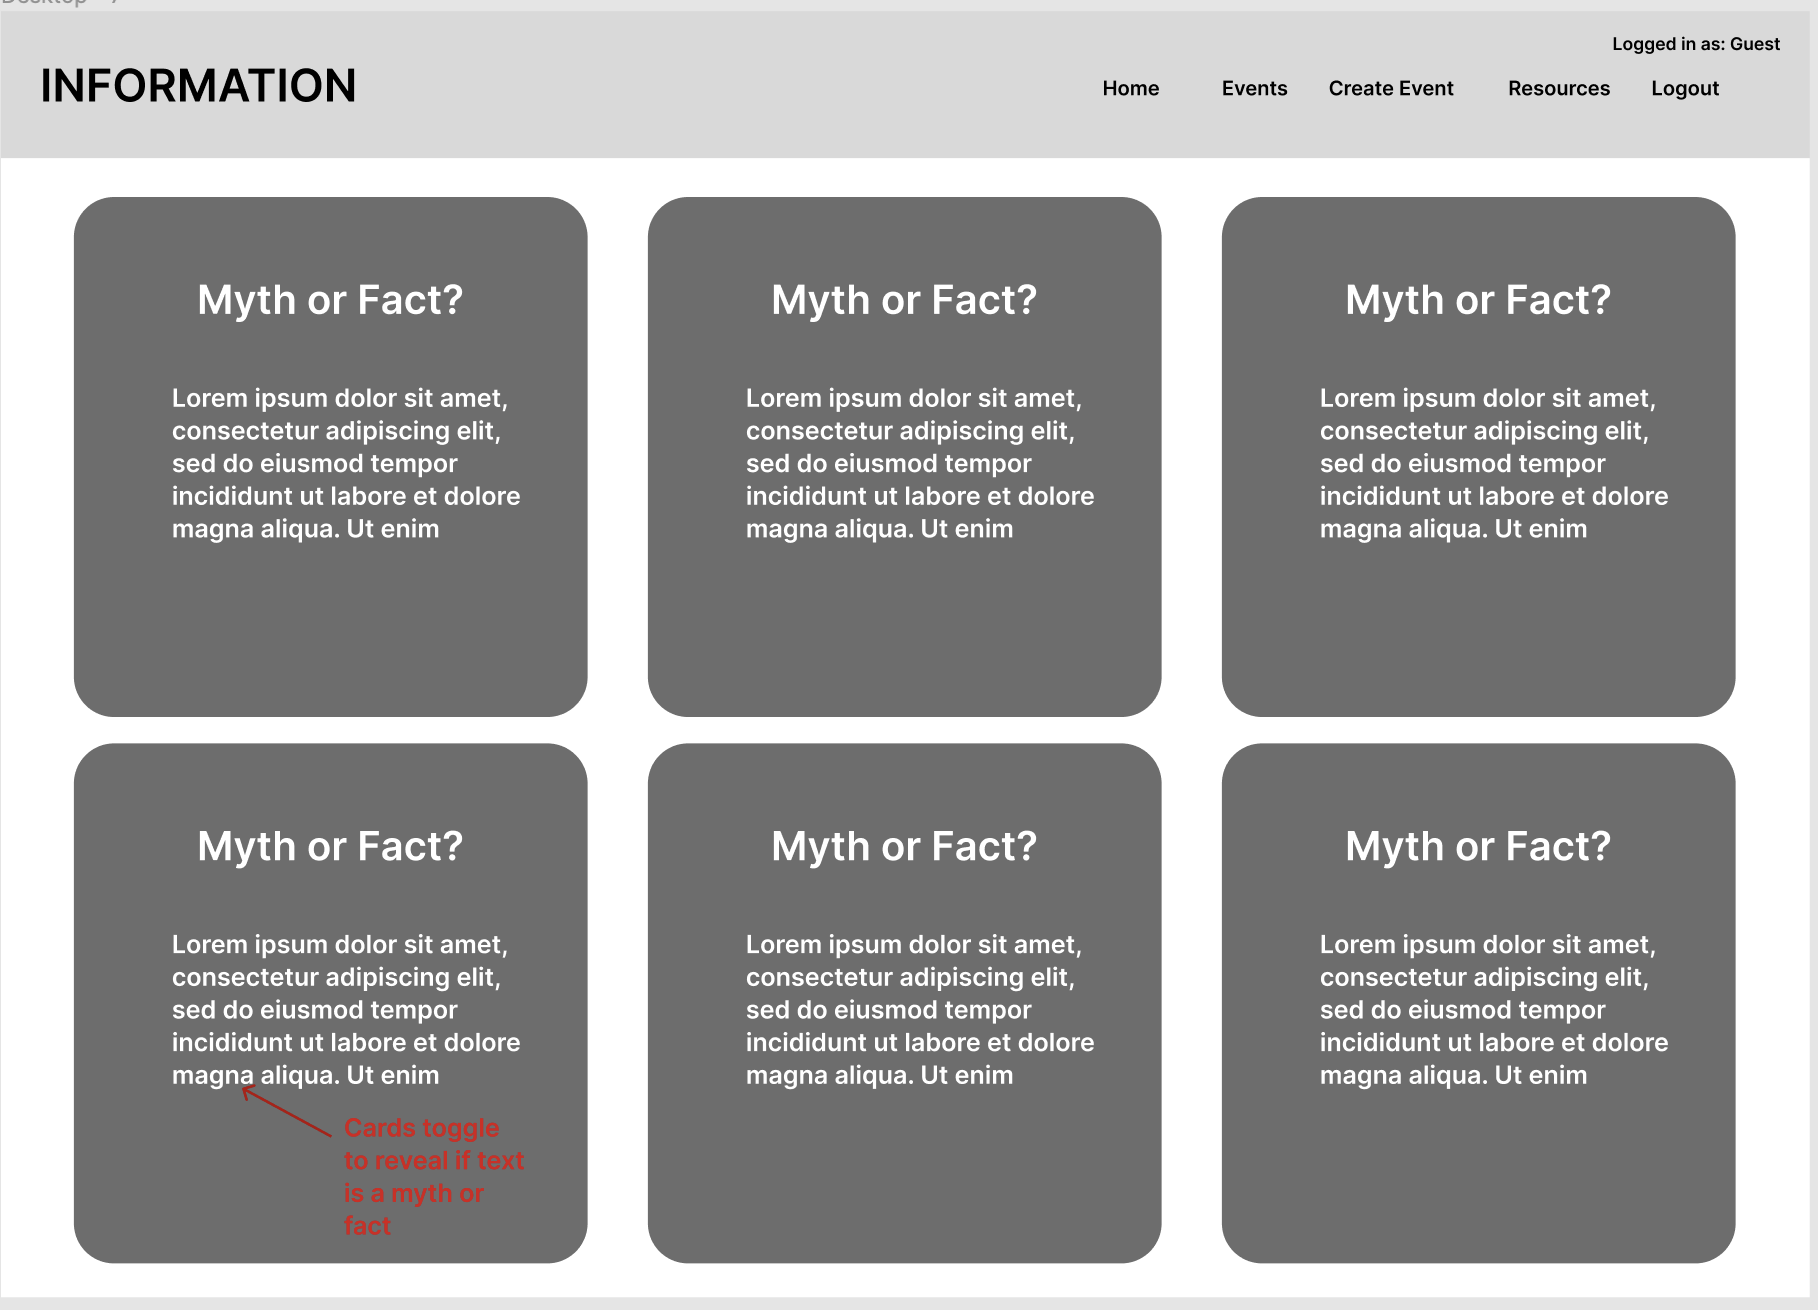 Logged in as: Guest
INFORMATION
Home Events Create Event Resources Logout
Myth or Fact?
Lorem ipsum dolor sit amet,
consectetur adipiscing elit,
sed do eiusmod tempor
incididunt ut labore et dolore
magna aliqua. Ut enim
Myth or Fact?
Lorem ipsum dolor sit amet,
consectetur adipiscing elit,
sed do eiusmod tempor
incididunt ut labore et dolore
magna aliqua. Ut enim
Myth or Fact?
Lorem ipsum dolor sit amet,
consectetur adipiscing elit,
sed do eiusmod tempor
incididunt ut labore et dolore
magna aliqua. Ut enim
Myth or Fact?
Lorem ipsum dolor sit amet,
consectetur adipiscing elit,
sed do eiusmod tempor
incididunt ut labore et dolore
magna aliqua. Ut enim
Cards toggle
to reveal if text
is a myth or
fact
Myth or Fact?
Lorem ipsum dolor sit amet,
consectetur adipiscing elit,
sed do eiusmod tempor
incididunt ut labore et dolore
magna aliqua. Ut enim
Myth or Fact?
Lorem ipsum dolor sit amet,
consectetur adipiscing elit,
sed do eiusmod tempor
incididunt ut labore et dolore
magna aliqua. Ut enim